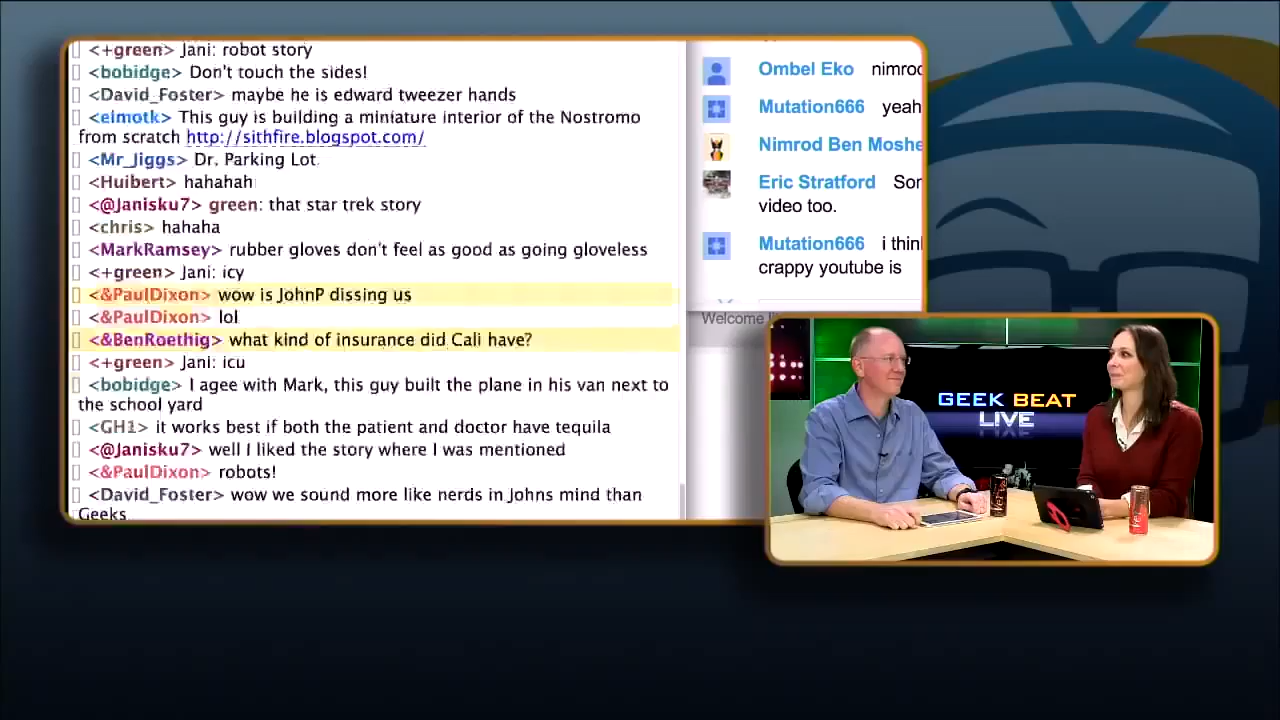 <+green> Jani: robot story
<bobidge> Don't touch the sides!
<David_Foster> maybe he is edward tweezer hands
<eimotk> This guy is building a miniature interior of the Nostromo
from scratch http://sithfire.blogspot.com/
<Mr_Jiggs> Dr. Parking Lot
<Huibert> hahahah
<@Janisku7> green: that star trek story
<chris> hahaha
<MarkRamsey> rubber gloves don't feel as good as going gloveless
<+green> Jani: icy
<&PaulDixon> wow is JohnP dissing us
<&PaulDixon> lol
<&BenRoethig> what kind of insurance did Cali have?
<+green> Jani: icu
<bobidge> I agee with Mark, this guy built the plane in his van next to
the school yard
<GH1> it works best if both the patient and doctor have tequila
<@Janisku7> well I liked the story where I was mentioned
<&PaulDixon> robots!
<David_Foster> wow we sound more like nerds in Johns mind than
Geeks
Ombel Eko nimrod
Mutation666 yeah
Nimrod Ben Moshe
Eric Stratford Sor
video too.
Mutation666 i thin
crappy youtube is
Welcome
GEEK BEAT
LIVE